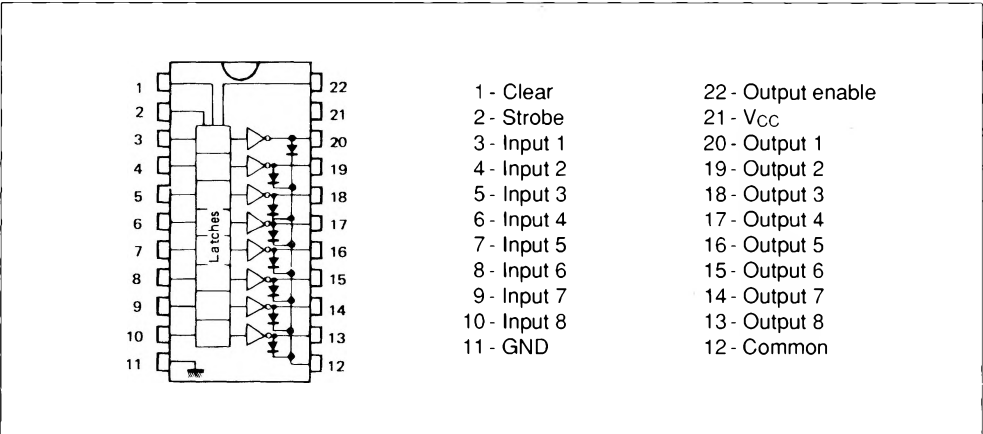 1
2
3
4
5
6
7
8
9
10
11
Latches
22
21
20
19
18
17
16
15
14
13
12
1 - Clear
2 - Strobe
3 - Input 1
4 - Input 2
5 - Input 3
6 - Input 4
7 - Input 5
8 - Input 6
9 - Input 7
10 - Input 8
11 - GND
22 - Output enable
21 - VCC
20 - Output 1
19 - Output 2
18 - Output 3
17 - Output 4
16 - Output 5
15 - Output 6
14 - Output 7
13 - Output 8
12 - Common